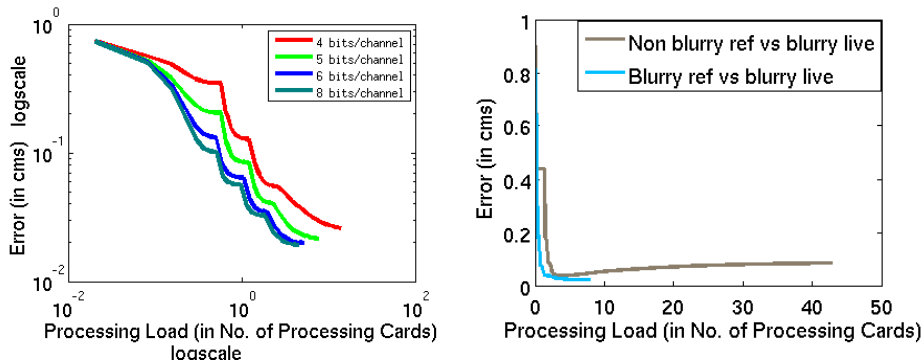 10^0
10^-1
10^-2
10^-2
10^0
10^2
Error (in cms) logscale
Processing Load (in No. of Processing Cards)
logscale
4 bits/channel
5 bits/channel
6 bits/channel
8 bits/channel
1
0.8
0.6
0.4
0.2
0
0
10
20
30
40
50
Error (in cms)
Processing Load (in No. of Processing Cards)
Non blurry ref vs blurry live
Blurry ref vs blurry live